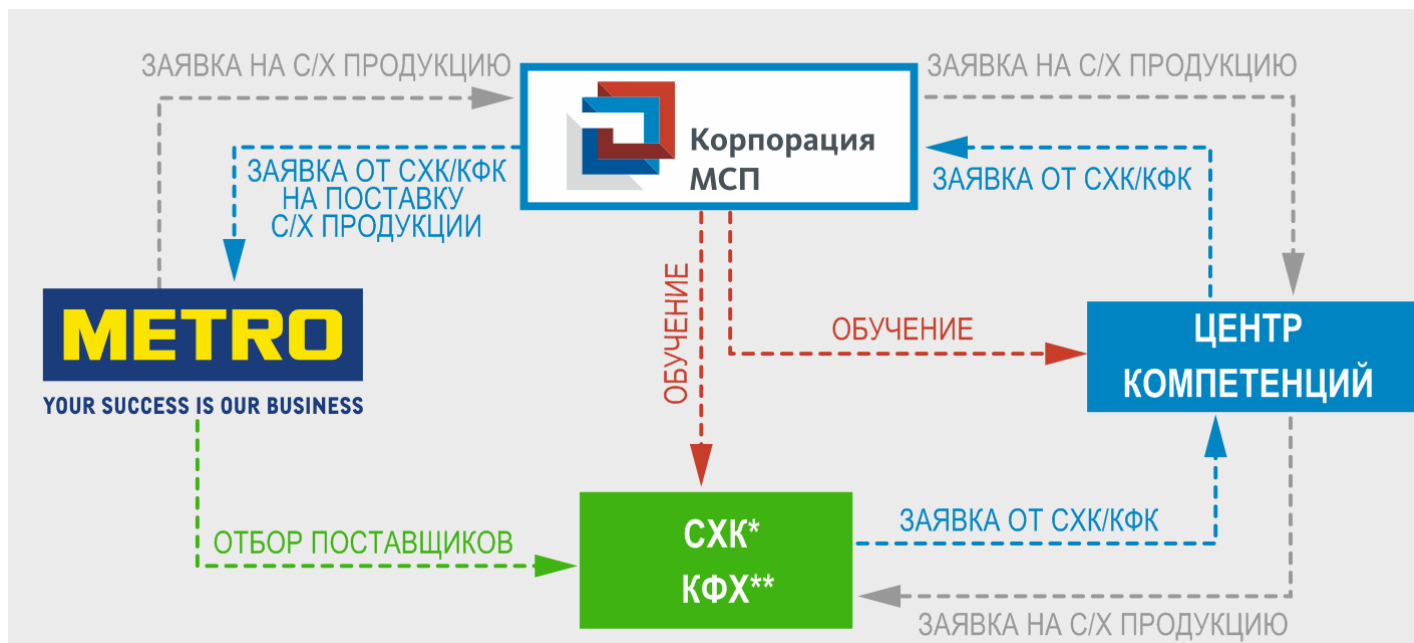 ЗАЯВКА НА С/Х ПРОДУКЦИЮ
ЗАЯВКА НА С/Х ПРОДУКЦИЮ
Корпорация
МСП
ЗАЯВКА ОТ СХК/КФК
НА ПОСТАВКУ
С/Х ПРОДУКЦИИ
ЗАЯВКА ОТ СХК/КФК
METRO
YOUR SUCCESS IS OUR BUSINESS
ОБУЧЕНИЕ
ОБУЧЕНИЕ
ЦЕНТР
КОМПЕТЕНЦИЙ
ОТБОР ПОСТАВЩИКОВ
СХК*
КФХ**
ЗАЯВКА ОТ СХК/КФК
ЗАЯВКА НА С/Х ПРОДУКЦИЮ